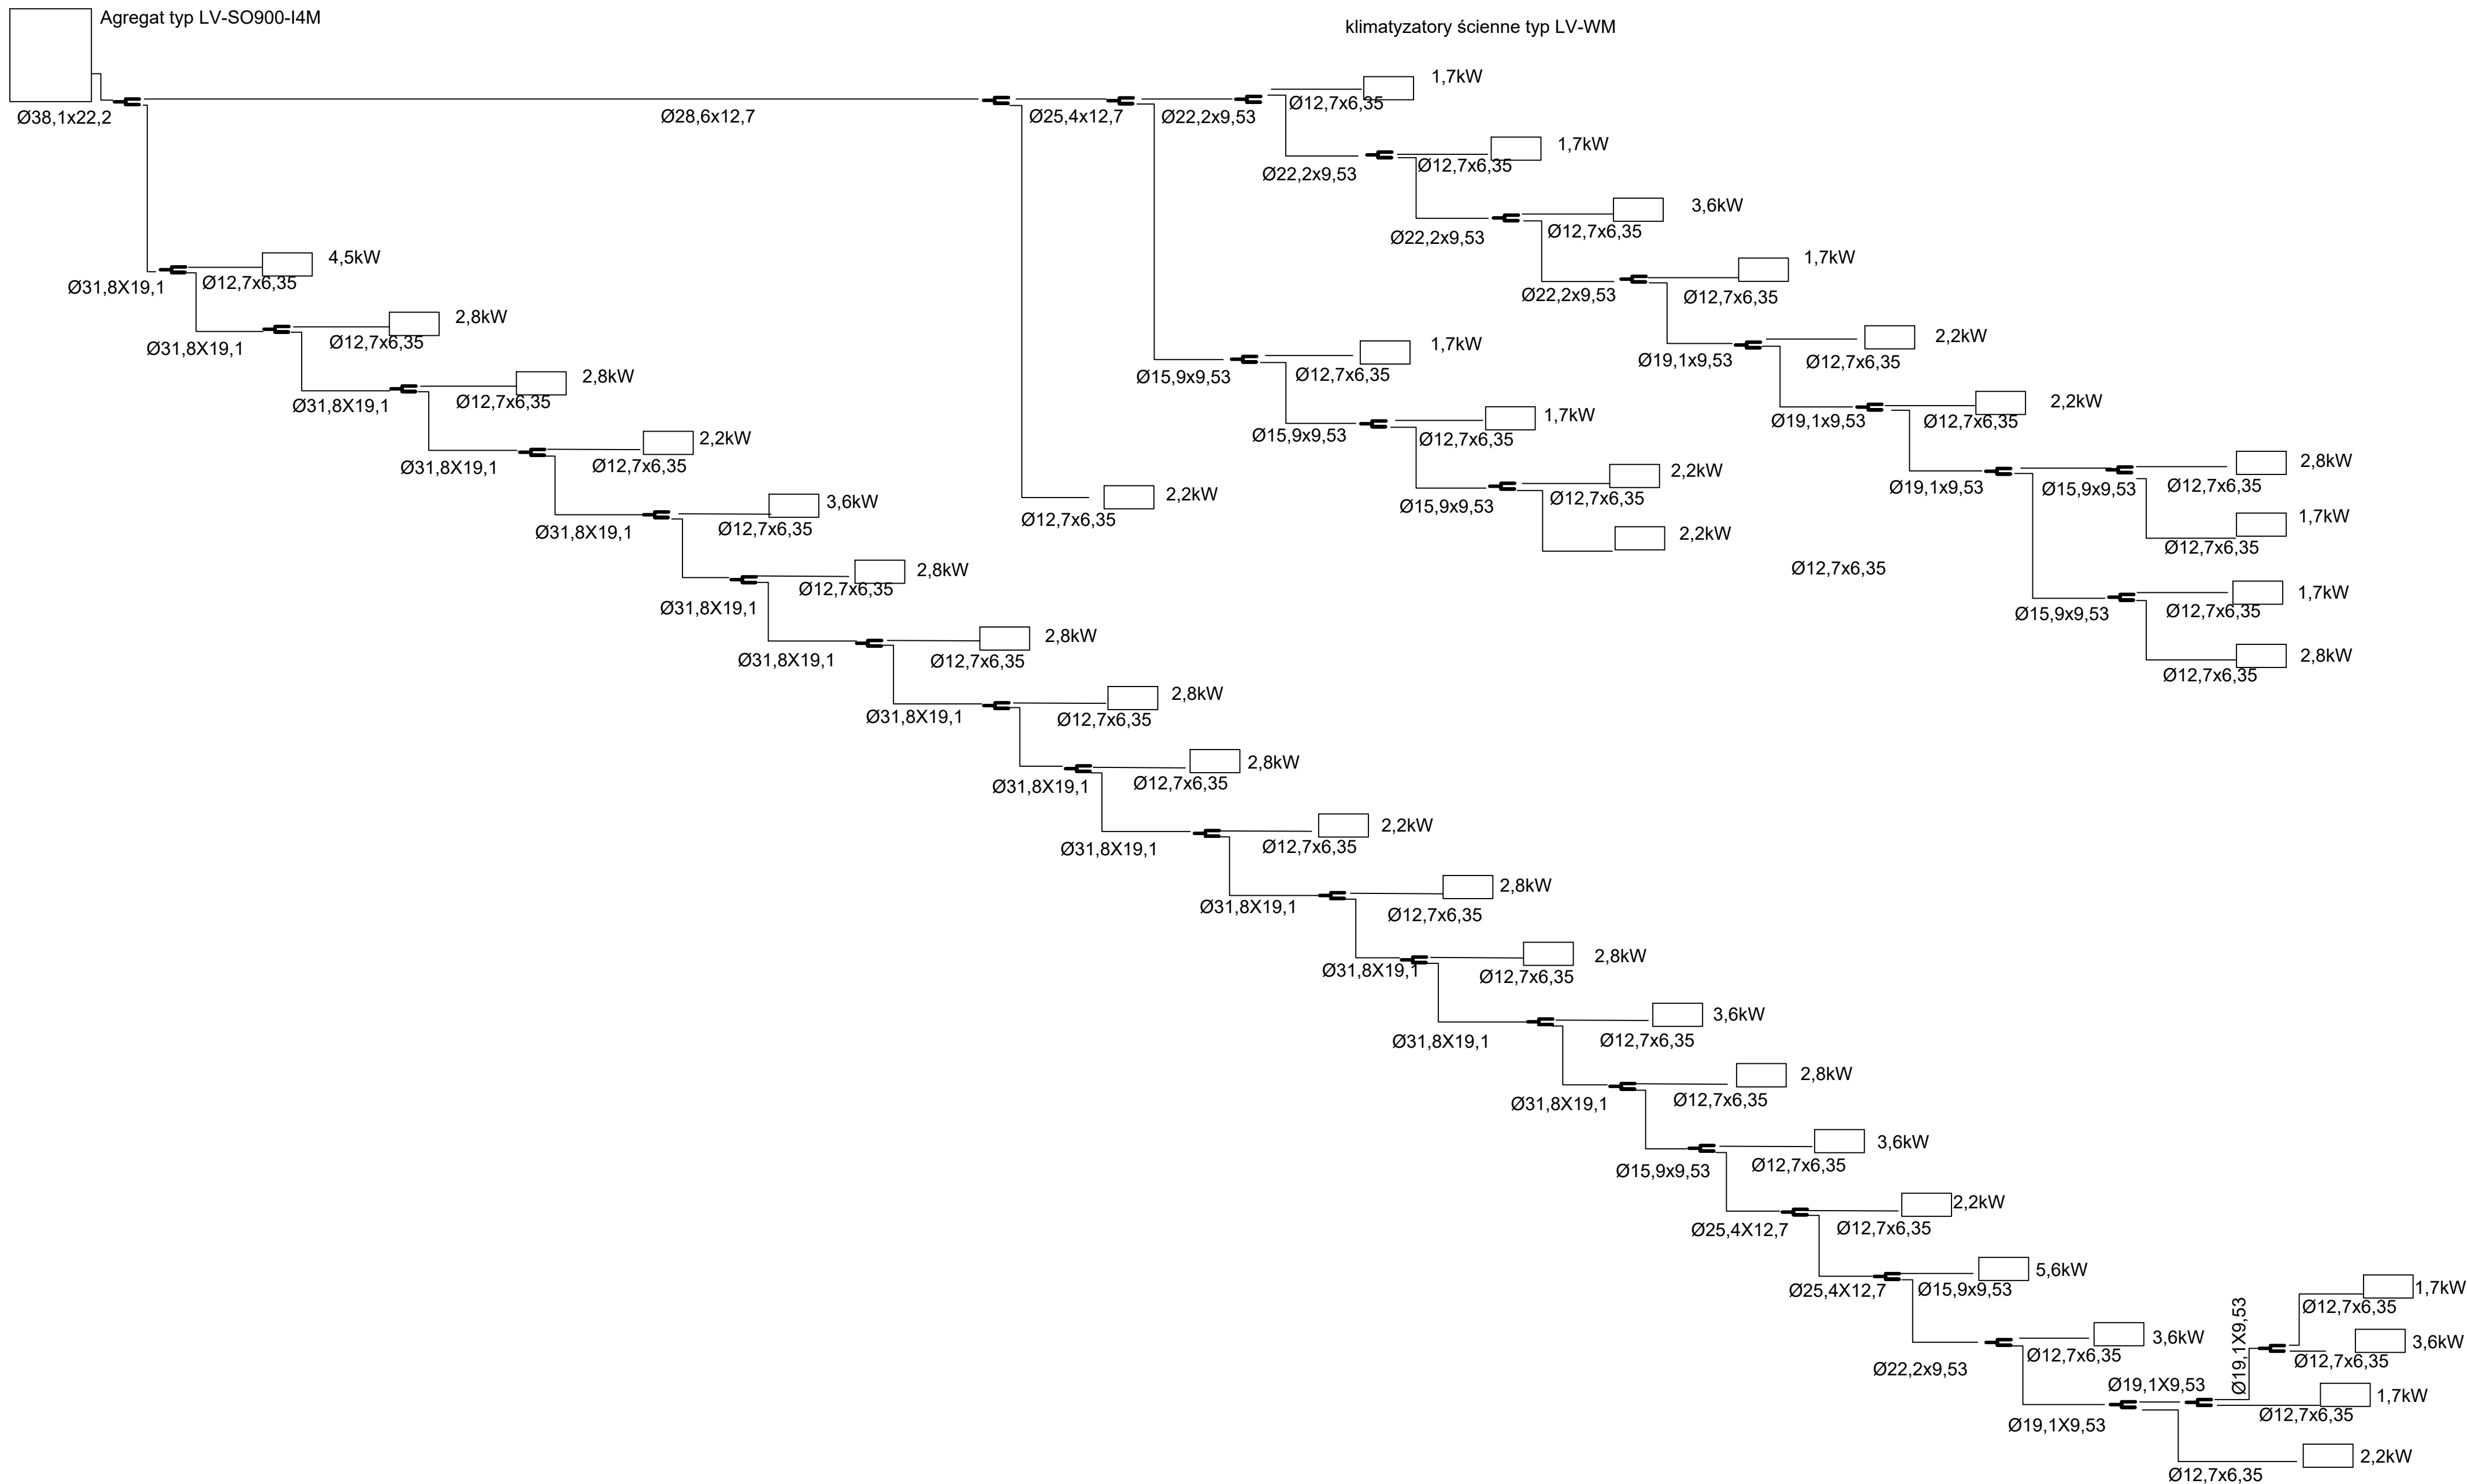 Agregat typ LV-SO900-I4M
klimatyzatory ścienne typ LV-WM
1,7kW
Ø38,1x22,2
Ø28,6x12,7
Ø25,4x12,7
Ø22,2x9,53
Ø12,7x6,35
1,7kW
Ø22,2x9,53
Ø12,7x6,35
3,6kW
Ø22,2x9,53
Ø12,7x6,35
1,7kW
Ø22,2x9,53
Ø12,7x6,35
4,5kW
Ø31,8X19,1
Ø12,7x6,35
2,8kW
Ø31,8X19,1
Ø12,7x6,35
2,2kW
Ø19,1x9,53
Ø12,7x6,35
1,7kW
Ø15,9x9,53
Ø12,7x6,35
2,8kW
Ø31,8X19,1
Ø12,7x6,35
2,2kW
Ø19,1x9,53
Ø12,7x6,35
1,7kW
Ø15,9x9,53
Ø12,7x6,35
2,2kW
Ø31,8X19,1
Ø12,7x6,35
2,8kW
Ø19,1x9,53
Ø15,9x9,53
Ø12,7x6,35
2,2kW
Ø15,9x9,53
Ø12,7x6,35
2,2kW
Ø12,7x6,35
3,6kW
Ø31,8X19,1
Ø12,7x6,35
1,7kW
Ø12,7x6,35
2,2kW
Ø12,7x6,35
2,8kW
Ø31,8X19,1
Ø12,7x6,35
1,7kW
Ø15,9x9,53
Ø12,7x6,35
2,8kW
Ø31,8X19,1
Ø12,7x6,35
2,8kW
Ø12,7x6,35
2,8kW
Ø31,8X19,1
Ø12,7x6,35
2,8kW
Ø31,8X19,1
Ø12,7x6,35
2,2kW
Ø31,8X19,1
Ø12,7x6,35
2,8kW
Ø31,8X19,1
Ø12,7x6,35
2,8kW
Ø31,8X19,1
Ø12,7x6,35
3,6kW
Ø31,8X19,1
Ø12,7x6,35
2,8kW
Ø31,8X19,1
Ø12,7x6,35
3,6kW
Ø15,9x9,53
Ø12,7x6,35
2,2kW
Ø25,4X12,7
Ø12,7x6,35
5,6kW
Ø25,4X12,7
Ø15,9x9,53
1,7kW
Ø12,7x6,35
Ø19,1X9,53
3,6kW
Ø22,2x9,53
Ø12,7x6,35
3,6kW
Ø12,7x6,35
Ø19,1X9,53
1,7kW
Ø19,1X9,53
Ø12,7x6,35
2,2kW
Ø12,7x6,35